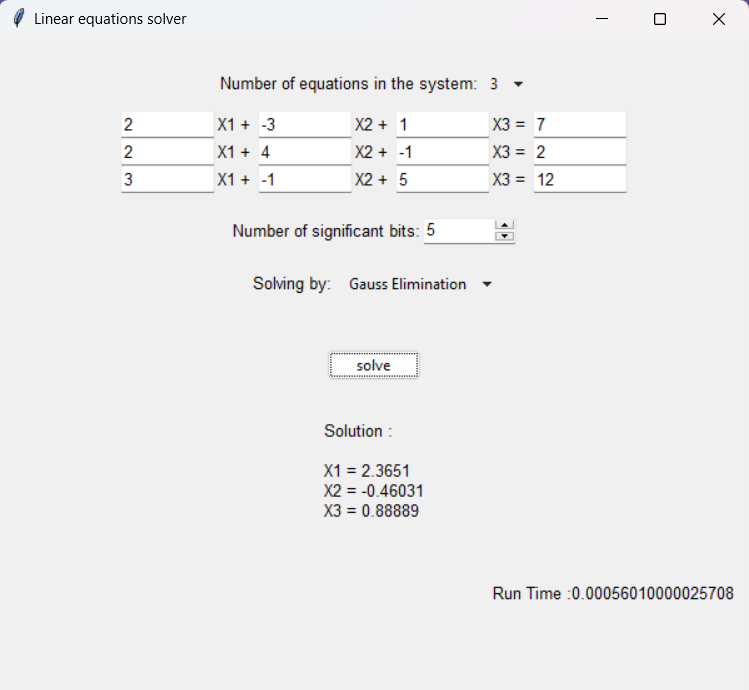 Linear equations solver
Number of equations in the system: 3
2 X1 + -3 X2 + 1 X3 = 7
2 X1 + 4 X2 + -1 X3 = 2
3 X1 + -1 X2 + 5 X3 = 12
Number of significant bits: 5
Solving by: Gauss Elimination
solve
Solution :
X1 = 2.3651
X2 = -0.46031
X3 = 0.88889
Run Time :0.00056010000025708